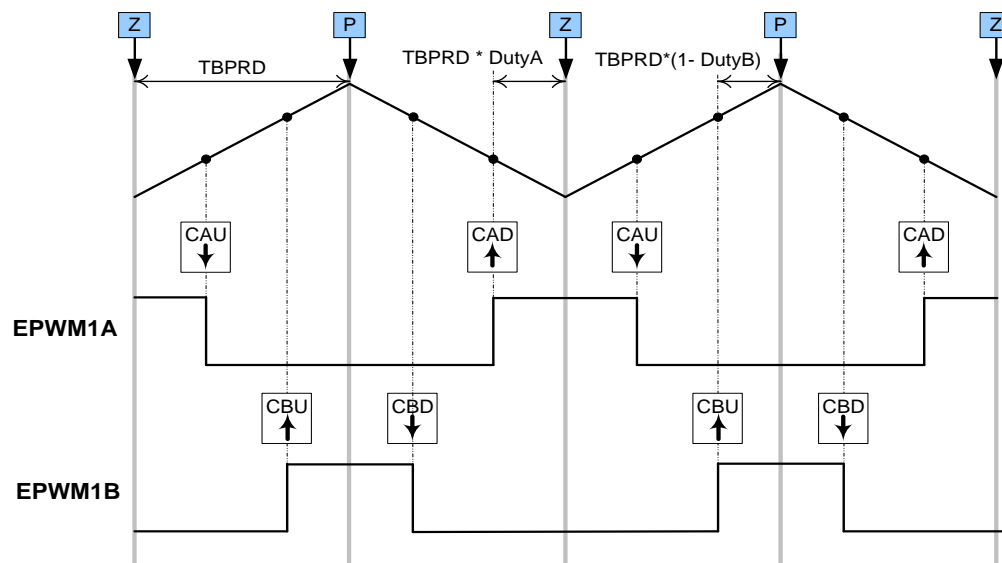 Z P Z P Z
TBPRD TBPRD * DutyA TBPRD*(1- DutyB)
CAU CAD CAU CAD
EPWM1A
CBU CBD CBU CBD
EPWM1B